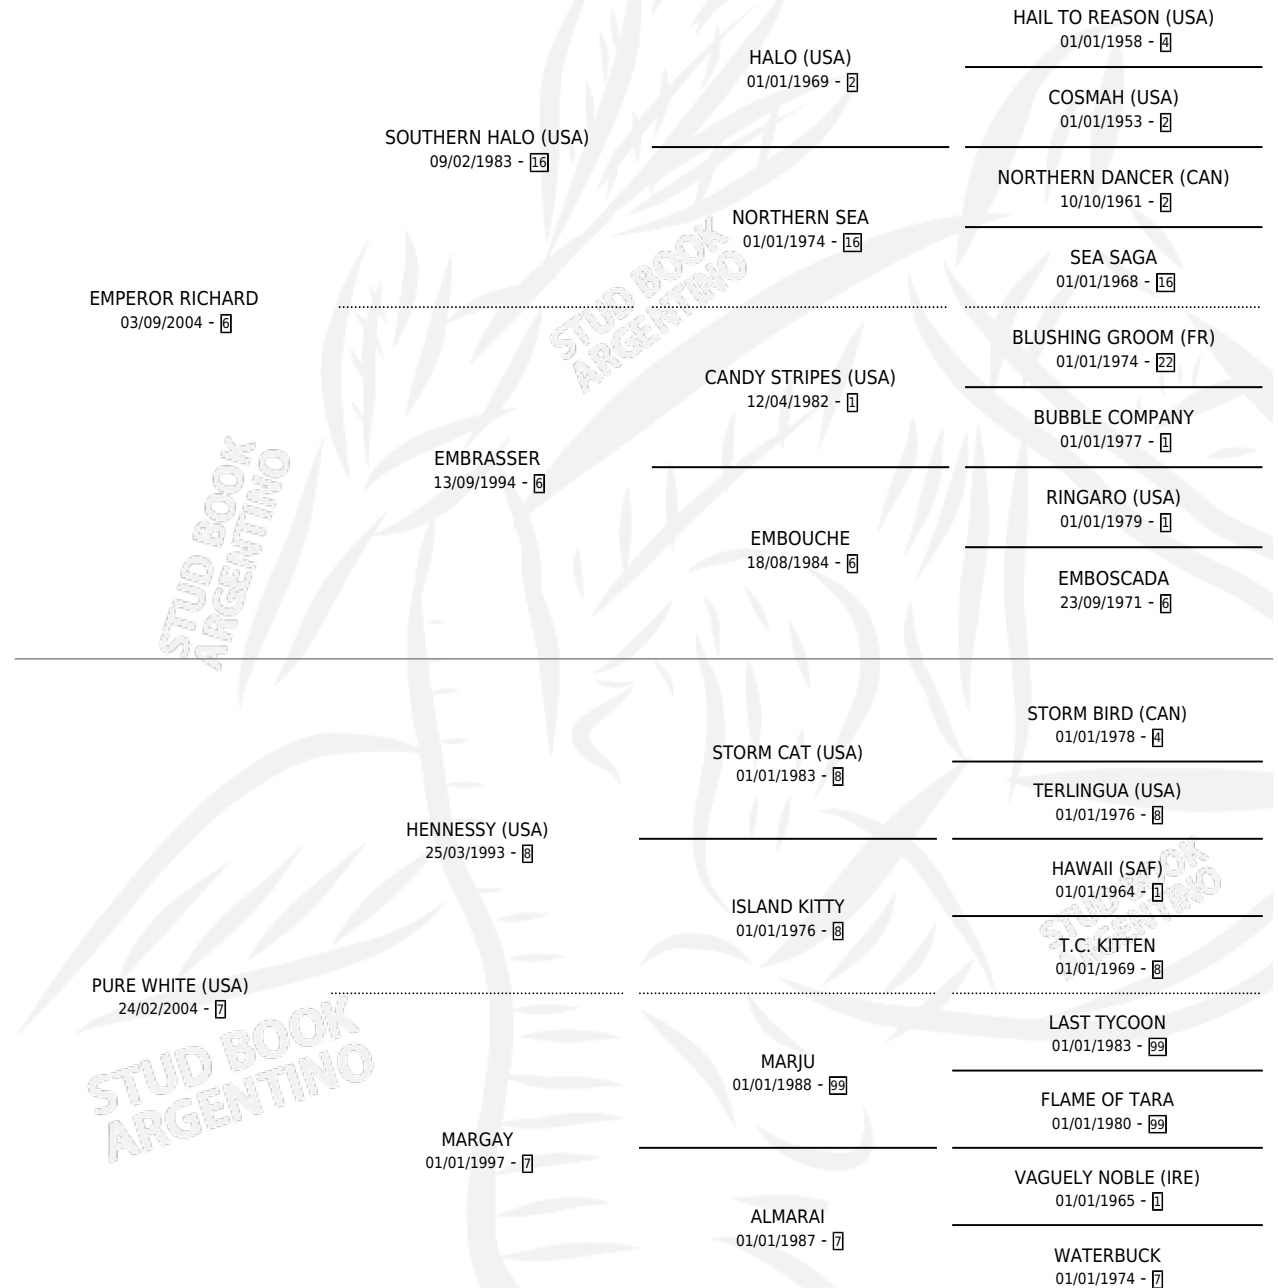 HAIL TO REASON (USA)
01/01/1958 - 4
HALO (USA)
01/01/1969 - 2
COSMAH (USA)
01/01/1953 - 2
SOUTHERN HALO (USA)
09/02/1983 - 16
NORTHERN DANCER (CAN)
10/10/1961 - 2
NORTHERN SEA
01/01/1974 - 16
SEA SAGA
01/01/1968 - 16
EMPEROR RICHARD
03/09/2004 - 6
BLUSHING GROOM (FR)
01/01/1974 - 22
CANDY STRIPES (USA)
12/04/1982 - 1
BUBBLE COMPANY
01/01/1977 - 1
EMBRASSER
13/09/1994 - 6
RINGARO (USA)
01/01/1979 - 1
EMBOUCHE
18/08/1984 - 6
EMBOSCADA
23/09/1971 - 6
STUD BOOK
ARGENTINO
STUD BOOK
ARGENTINO
STORM BIRD (CAN)
01/01/1978 - 4
STORM CAT (USA)
01/01/1983 - 8
TERLINGUA (USA)
01/01/1976 - 8
HENNESSY (USA)
25/03/1993 - 8
HAWAII (SAF)
01/01/1964 - 1
ISLAND KITTY
01/01/1976 - 8
T.C. KITTEN
01/01/1969 - 8
STUD BOOK
ARGENTINO
PURE WHITE (USA)
24/02/2004 - 7
LAST TYCOON
01/01/1983 - 99
MARJU
01/01/1988 - 99
FLAME OF TARA
01/01/1980 - 99
STUD BOOK
ARGENTINO
MARGAY
01/01/1997 - 7
VAGUELY NOBLE (IRE)
01/01/1965 - 1
ALMARAI
01/01/1987 - 7
WATERBUCK
01/01/1974 - 7